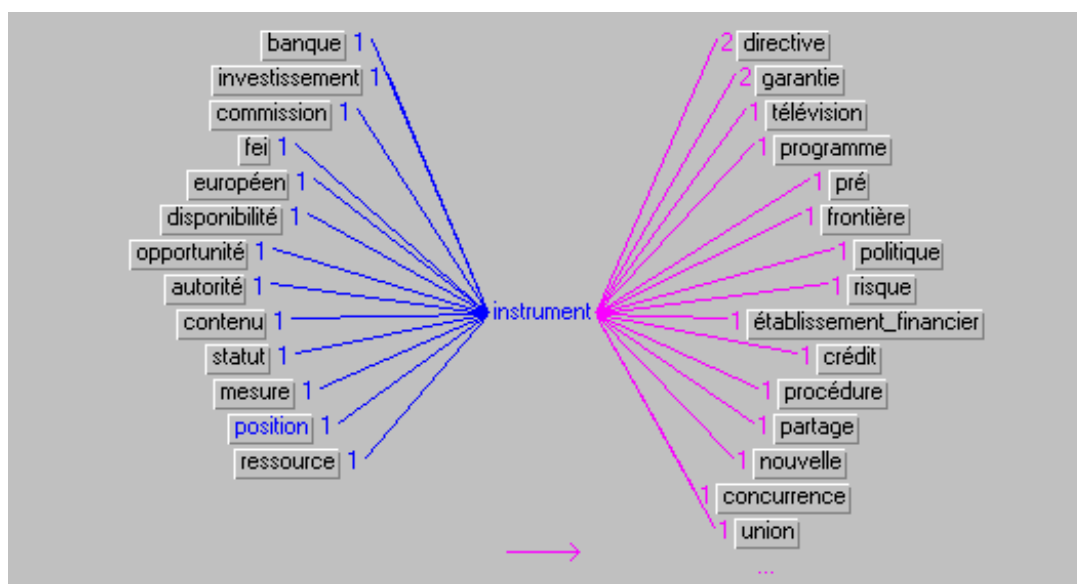 banque 1
investissement 1
commission 1
fei 1
européen 1
disponibilité 1
opportunité 1
autorité 1
contenu 1
statut 1
mesure 1
position 1
ressource 1
instrument
2 directive
2 garantie
1 télévision
1 programme
1 pré
1 frontière
1 politique
1 risque
1 établissement_financier
1 crédit
1 procédure
1 partage
1 nouvelle
1 concurrence
1 union
...